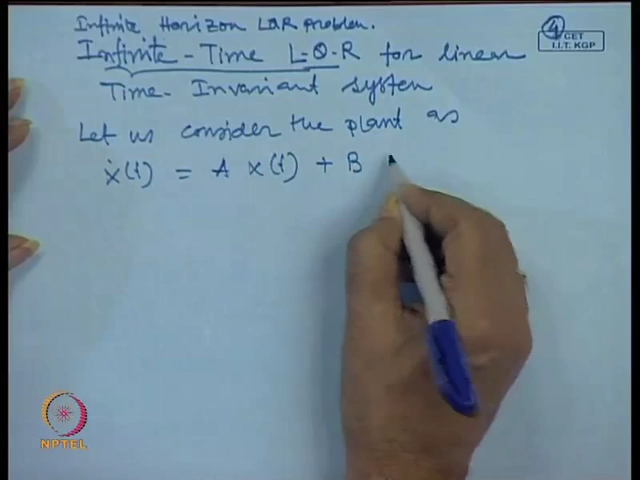 Infinite Horizon LQR problem.
Infinite-Time L-Q-R for linear
Time-Invariant system
Let us consider the plant as
ẋ(t) = A x(t) + B
4
CET
I.I.T. KGP
NPTEL